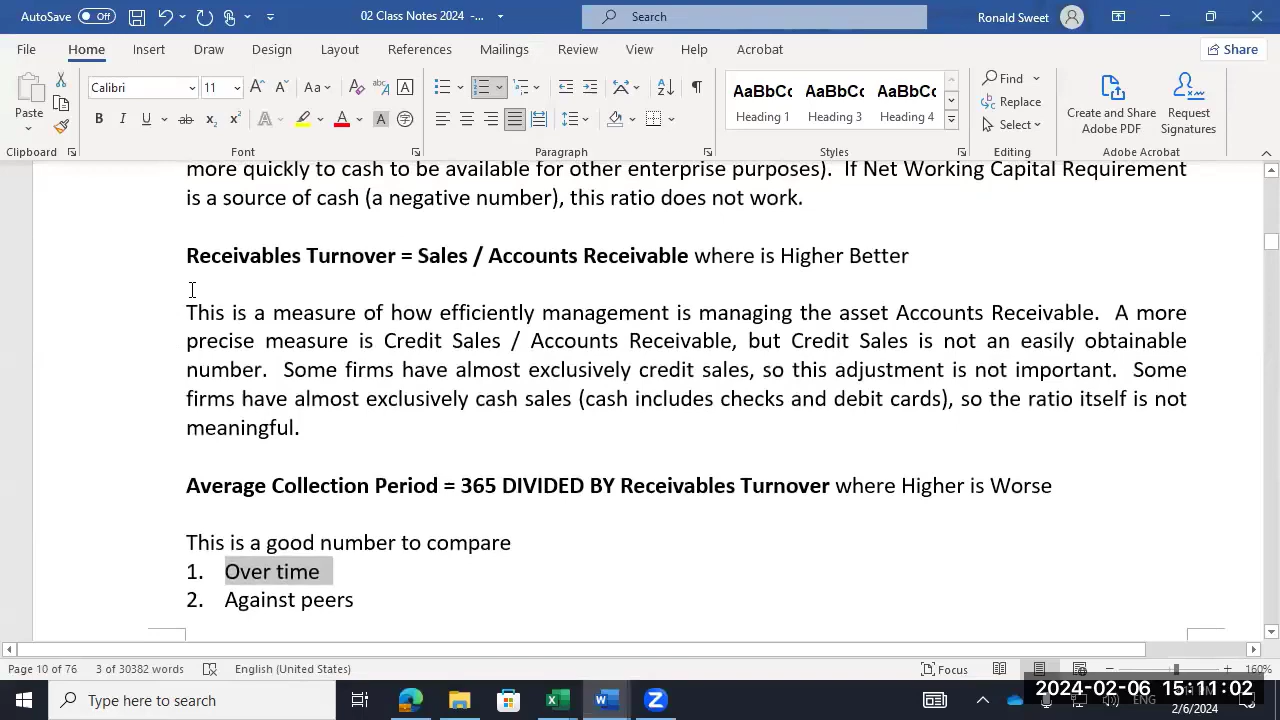 AutoSave Off 02 Class Notes 2024 -... Search Ronald Sweet
File Home Insert Draw Design Layout References Mailings Review View Help Acrobat Share
Paste Calibri 11 Aa AaBbCc AaBbCc AaBbCc Find Replace Select
Heading 1 Heading 3 Heading 4 Create and Share Adobe PDF Request Signatures
Clipboard Font Paragraph Styles Editing Adobe Acrobat
more quickly to cash to be available for other enterprise purposes). If Net Working Capital Requirement
is a source of cash (a negative number), this ratio does not work.
Receivables Turnover = Sales / Accounts Receivable where is Higher Better
This is a measure of how efficiently management is managing the asset Accounts Receivable. A more
precise measure is Credit Sales / Accounts Receivable, but Credit Sales is not an easily obtainable
number. Some firms have almost exclusively credit sales, so this adjustment is not important. Some
firms have almost exclusively cash sales (cash includes checks and debit cards), so the ratio itself is not
meaningful.
Average Collection Period = 365 DIVIDED BY Receivables Turnover where Higher is Worse
This is a good number to compare
1. Over time
2. Against peers
Page 10 of 76 3 of 30382 words English (United States) Focus 160%
Type here to search 2024-02-06 15:11:02
ENG 2/6/2024